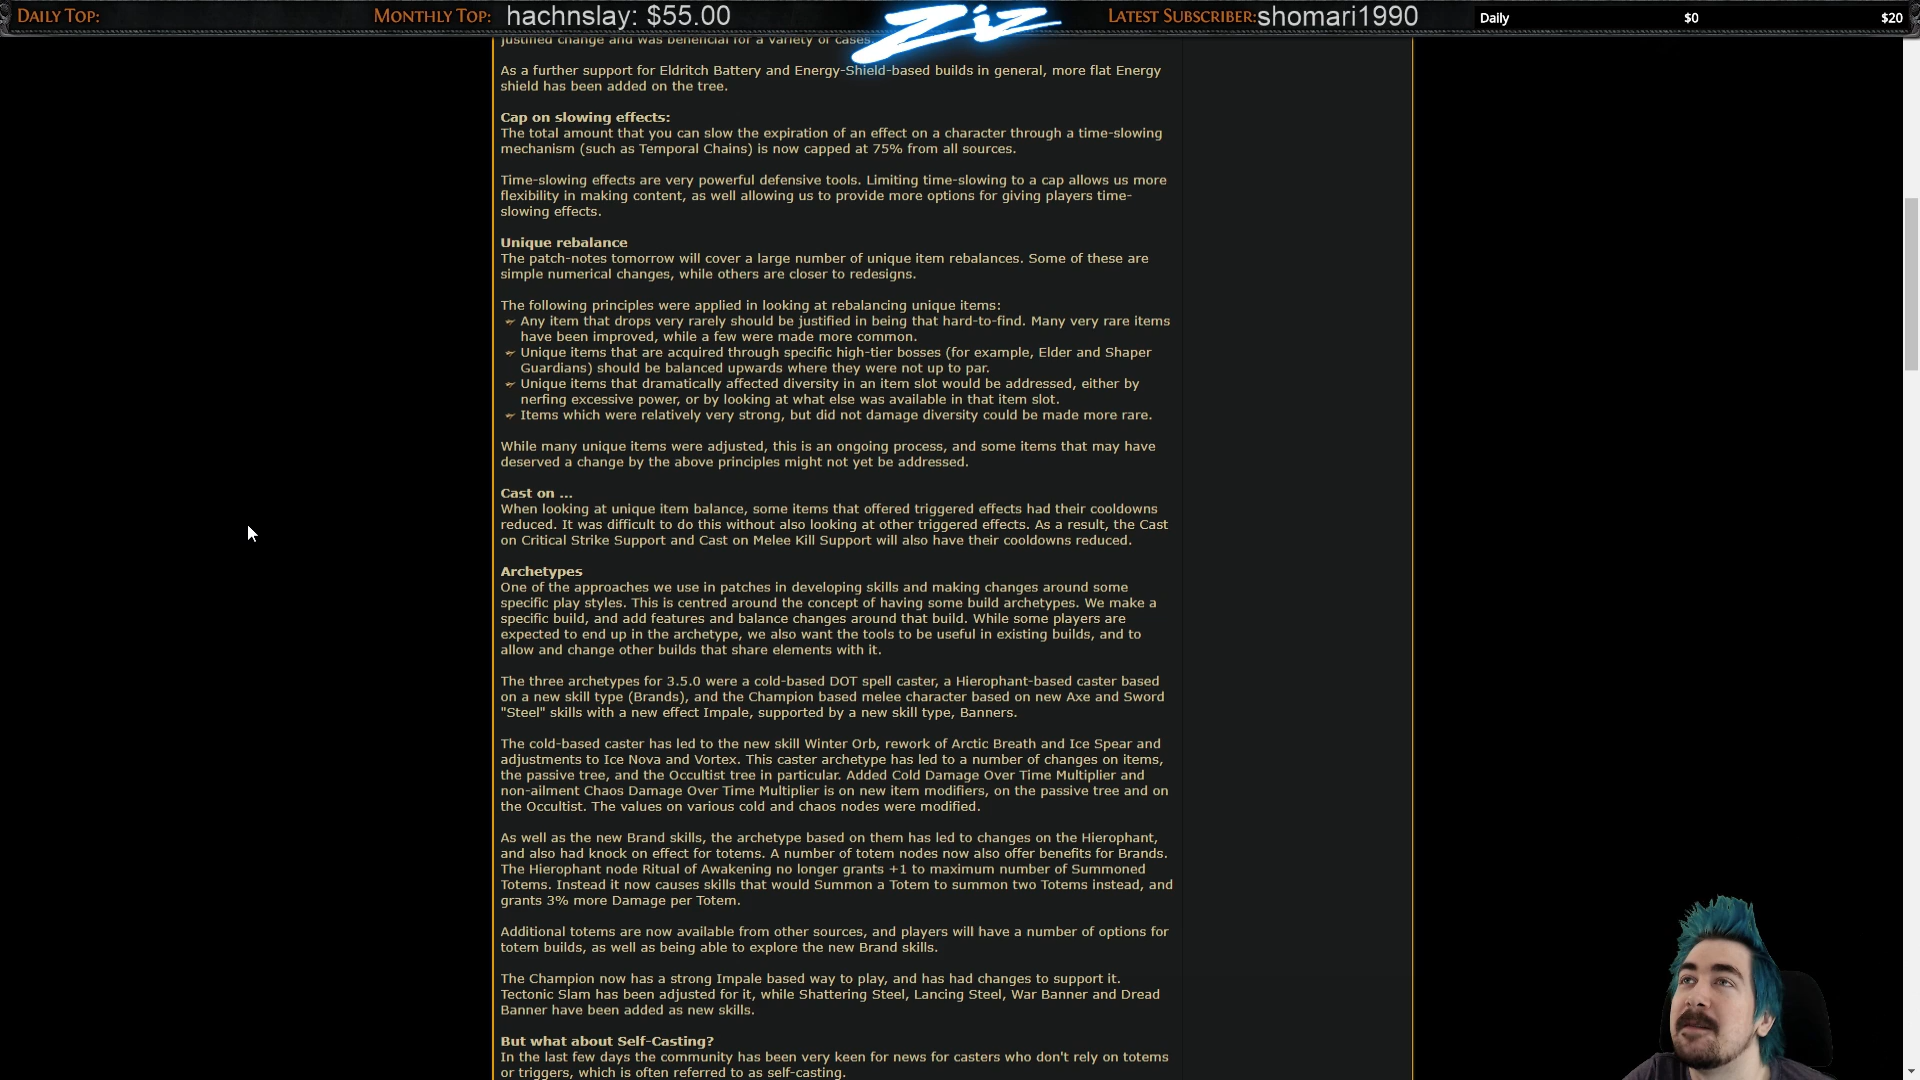 DAILY TOP:
MONTHLY TOP: hachnslay: $55.00
Ziz
LATEST SUBSCRIBER: shomari1990
Daily $0 $20
justified change and was beneficial for a variety of cases.
As a further support for Eldritch Battery and Energy-Shield-based builds in general, more flat Energy
shield has been added on the tree.
Cap on slowing effects:
The total amount that you can slow the expiration of an effect on a character through a time-slowing
mechanism (such as Temporal Chains) is now capped at 75% from all sources.
Time-slowing effects are very powerful defensive tools. Limiting time-slowing to a cap allows us more
flexibility in making content, as well allowing us to provide more options for giving players time-
slowing effects.
Unique rebalance
The patch-notes tomorrow will cover a large number of unique item rebalances. Some of these are
simple numerical changes, while others are closer to redesigns.
The following principles were applied in looking at rebalancing unique items:
Any item that drops very rarely should be justified in being that hard-to-find. Many very rare items
have been improved, while a few were made more common.
Unique items that are acquired through specific high-tier bosses (for example, Elder and Shaper
Guardians) should be balanced upwards where they were not up to par.
Unique items that dramatically affected diversity in an item slot would be addressed, either by
nerfing excessive power, or by looking at what else was available in that item slot.
Items which were relatively very strong, but did not damage diversity could be made more rare.
While many unique items were adjusted, this is an ongoing process, and some items that may have
deserved a change by the above principles might not yet be addressed.
Cast on ...
When looking at unique item balance, some items that offered triggered effects had their cooldowns
reduced. It was difficult to do this without also looking at other triggered effects. As a result, the Cast
on Critical Strike Support and Cast on Melee Kill Support will also have their cooldowns reduced.
Archetypes
One of the approaches we use in patches in developing skills and making changes around some
specific play styles. This is centred around the concept of having some build archetypes. We make a
specific build, and add features and balance changes around that build. While some players are
expected to end up in the archetype, we also want the tools to be useful in existing builds, and to
allow and change other builds that share elements with it.
The three archetypes for 3.5.0 were a cold-based DOT spell caster, a Hierophant-based caster based
on a new skill type (Brands), and the Champion based melee character based on new Axe and Sword
"Steel" skills with a new effect Impale, supported by a new skill type, Banners.
The cold-based caster has led to the new skill Winter Orb, rework of Arctic Breath and Ice Spear and
adjustments to Ice Nova and Vortex. This caster archetype has led to a number of changes on items,
the passive tree, and the Occultist tree in particular. Added Cold Damage Over Time Multiplier and
non-ailment Chaos Damage Over Time Multiplier is on new item modifiers, on the passive tree and on
the Occultist. The values on various cold and chaos nodes were modified.
As well as the new Brand skills, the archetype based on them has led to changes on the Hierophant,
and also had knock on effect for totems. A number of totem nodes now also offer benefits for Brands.
The Hierophant node Ritual of Awakening no longer grants +1 to maximum number of Summoned
Totems. Instead it now causes skills that would Summon a Totem to summon two Totems instead, and
grants 3% more Damage per Totem.
Additional totems are now available from other sources, and players will have a number of options for
totem builds, as well as being able to explore the new Brand skills.
The Champion now has a strong Impale based way to play, and has had changes to support it.
Tectonic Slam has been adjusted for it, while Shattering Steel, Lancing Steel, War Banner and Dread
Banner have been added as new skills.
But what about Self-Casting?
In the last few days the community has been very keen for news for casters who don't rely on totems
or triggers, which is often referred to as self-casting.